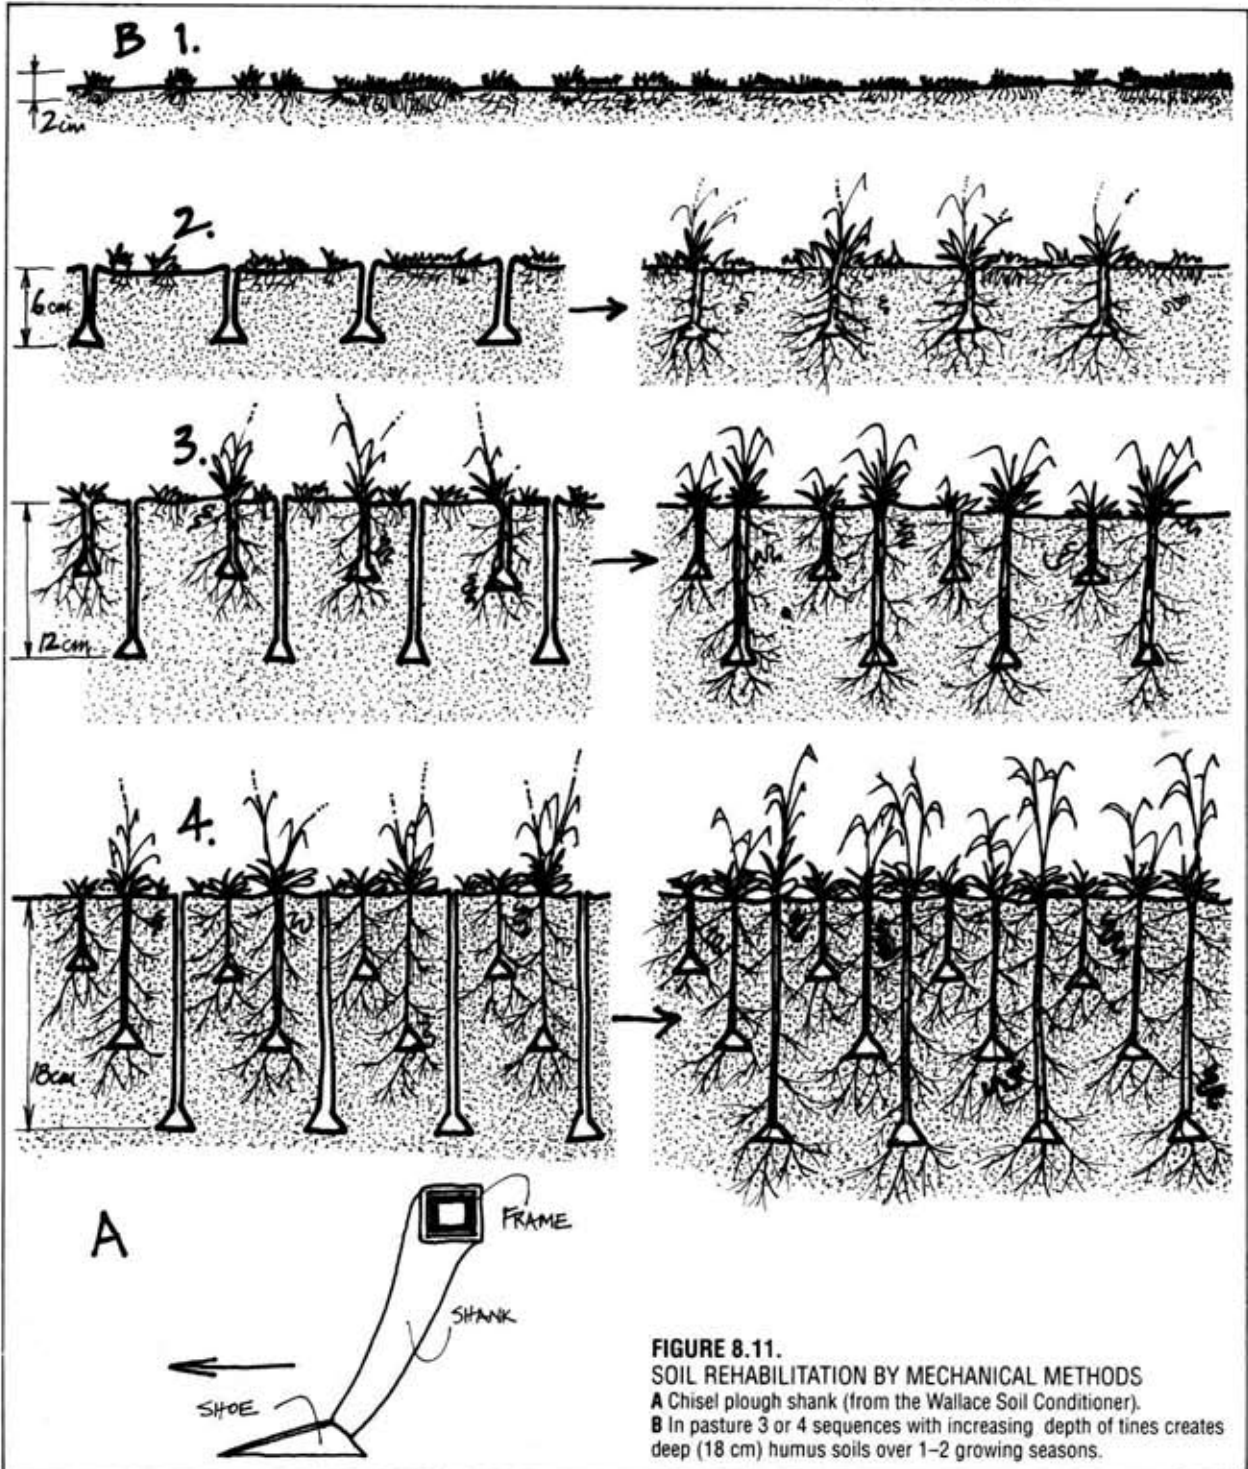 B 1.
2cm
2.
6cm
3.
12cm
4.
18cm
A
FRAME
SHANK
SHOE
FIGURE 8.11.
SOIL REHABILITATION BY MECHANICAL METHODS
A Chisel plough shank (from the Wallace Soil Conditioner).
B In pasture 3 or 4 sequences with increasing depth of tines creates
deep (18 cm) humus soils over 1–2 growing seasons.